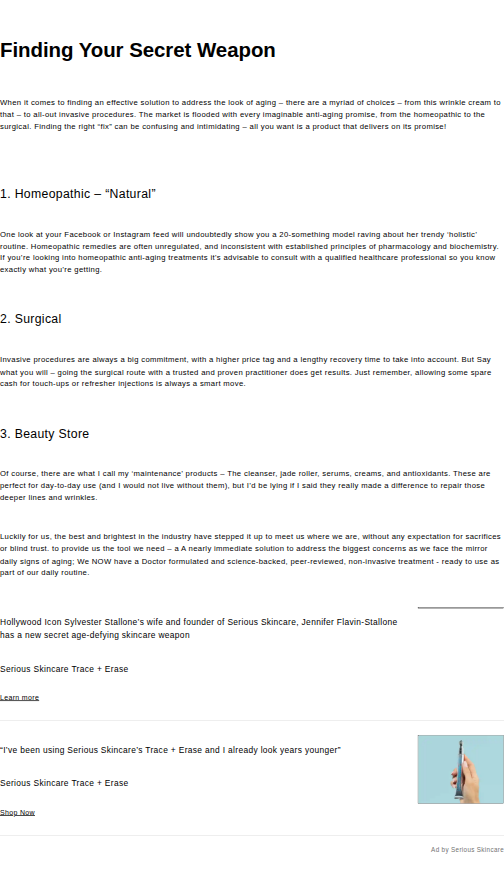 Finding Your Secret Weapon
When it comes to finding an effective solution to address the look of aging – there are a myriad of choices – from this wrinkle cream to
that – to all-out invasive procedures. The market is flooded with every imaginable anti-aging promise, from the homeopathic to the
surgical. Finding the right “fix” can be confusing and intimidating – all you want is a product that delivers on its promise!
1. Homeopathic – “Natural”
One look at your Facebook or Instagram feed will undoubtedly show you a 20-something model raving about her trendy ‘holistic’
routine. Homeopathic remedies are often unregulated, and inconsistent with established principles of pharmacology and biochemistry.
If you’re looking into homeopathic anti-aging treatments it’s advisable to consult with a qualified healthcare professional so you know
exactly what you’re getting.
2. Surgical
Invasive procedures are always a big commitment, with a higher price tag and a lengthy recovery time to take into account. But Say
what you will – going the surgical route with a trusted and proven practitioner does get results. Just remember, allowing some spare
cash for touch-ups or refresher injections is always a smart move.
3. Beauty Store
Of course, there are what I call my ‘maintenance’ products – The cleanser, jade roller, serums, creams, and antioxidants. These are
perfect for day-to-day use (and I would not live without them), but I’d be lying if I said they really made a difference to repair those
deeper lines and wrinkles.
Luckily for us, the best and brightest in the industry have stepped it up to meet us where we are, without any expectation for sacrifices
or blind trust. to provide us the tool we need – a A nearly immediate solution to address the biggest concerns as we face the mirror
daily signs of aging; We NOW have a Doctor formulated and science-backed, peer-reviewed, non-invasive treatment - ready to use as
part of our daily routine.
Hollywood Icon Sylvester Stallone’s wife and founder of Serious Skincare, Jennifer Flavin-Stallone
has a new secret age-defying skincare weapon
Serious Skincare Trace + Erase
Learn more
“I’ve been using Serious Skincare’s Trace + Erase and I already look years younger”
Serious Skincare Trace + Erase
Shop Now
Ad by Serious Skincare